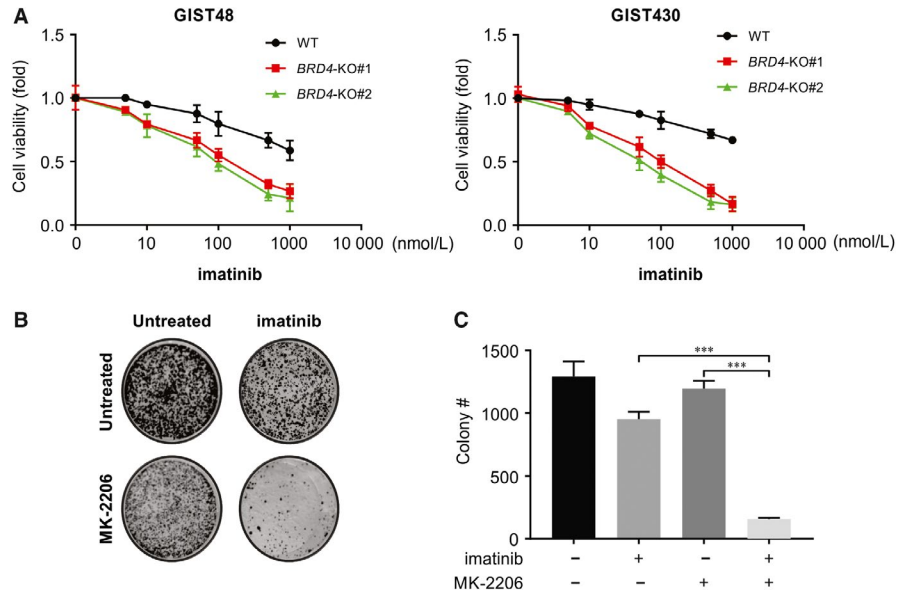 A
GIST48
1.5
1.0
0.5
0.0
Cell viability (fold)
WT
BRD4-KO#1
BRD4-KO#2
0 10 100 1000 10 000 (nmol/L)
imatinib
GIST430
1.5
1.0
0.5
0.0
Cell viability (fold)
WT
BRD4-KO#1
BRD4-KO#2
0 10 100 1000 10 000 (nmol/L)
imatinib
B
Untreated imatinib
Untreated
MK-2206
C
1500
1000
500
0
Colony #
***
***
imatinib − + − +
MK-2206 − − + +